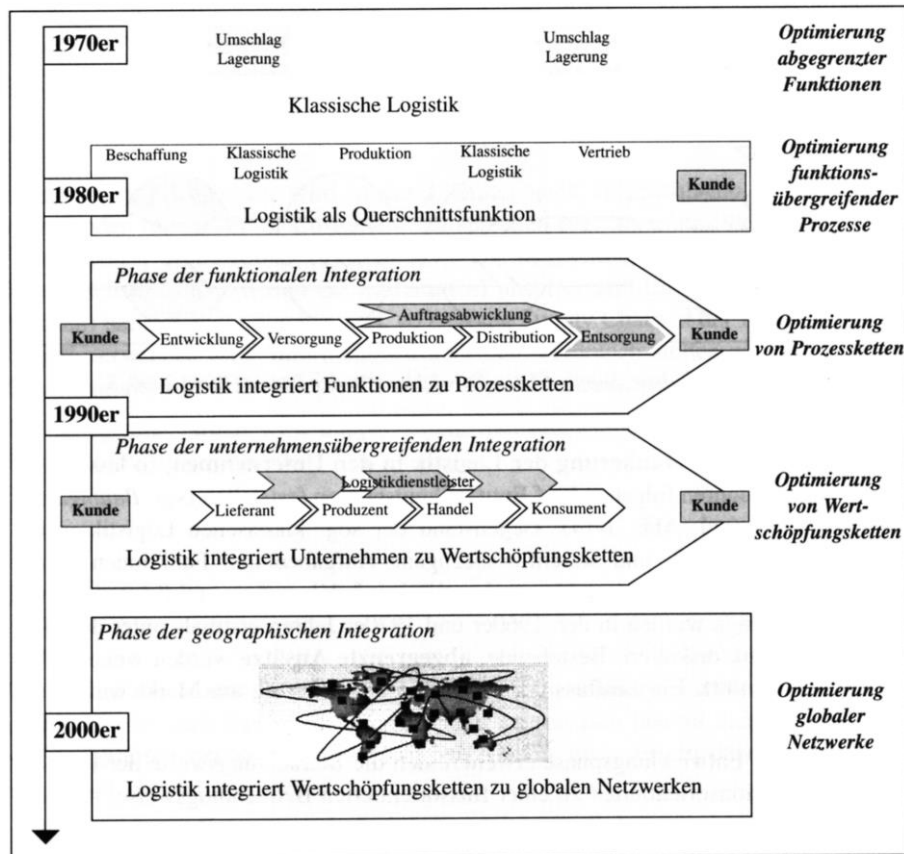 1970er
Umschlag
Lagerung
Umschlag
Lagerung
Optimierung
abgegrenzter
Funktionen
Klassische Logistik
Beschaffung
Klassische
Logistik
Produktion
Klassische
Logistik
Vertrieb
Optimierung
funktions-
übergreifender
Prozesse
1980er
Kunde
Logistik als Querschnittsfunktion
Phase der funktionalen Integration
Auftragsabwicklung
Kunde
Entwicklung
Versorgung
Produktion
Distribution
Entsorgung
Kunde
Optimierung
von Prozessketten
Logistik integriert Funktionen zu Prozessketten
1990er
Phase der unternehmensübergreifenden Integration
Logistikdienstleister
Kunde
Lieferant
Produzent
Handel
Konsument
Kunde
Optimierung
von Wert-
schöpfungsketten
Logistik integriert Unternehmen zu Wertschöpfungsketten
Phase der geographischen Integration
2000er
Optimierung
globaler
Netzwerke
Logistik integriert Wertschöpfungsketten zu globalen Netzwerken